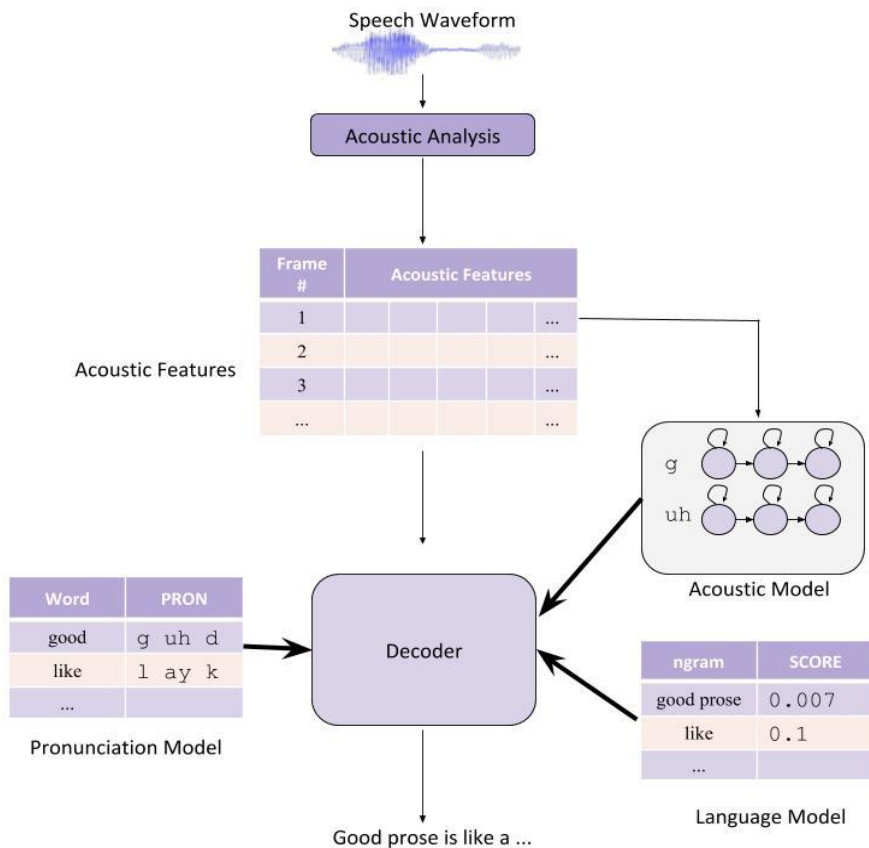 Speech Waveform
Acoustic Analysis
Frame # Acoustic Features
1 ...
2 ...
3 ...
... ...
Acoustic Features
g
uh
Acoustic Model
Word PRON
good g uh d
like l ay k
...
Pronunciation Model
Decoder
ngram SCORE
good prose 0.007
like 0.1
...
Language Model
Good prose is like a ...